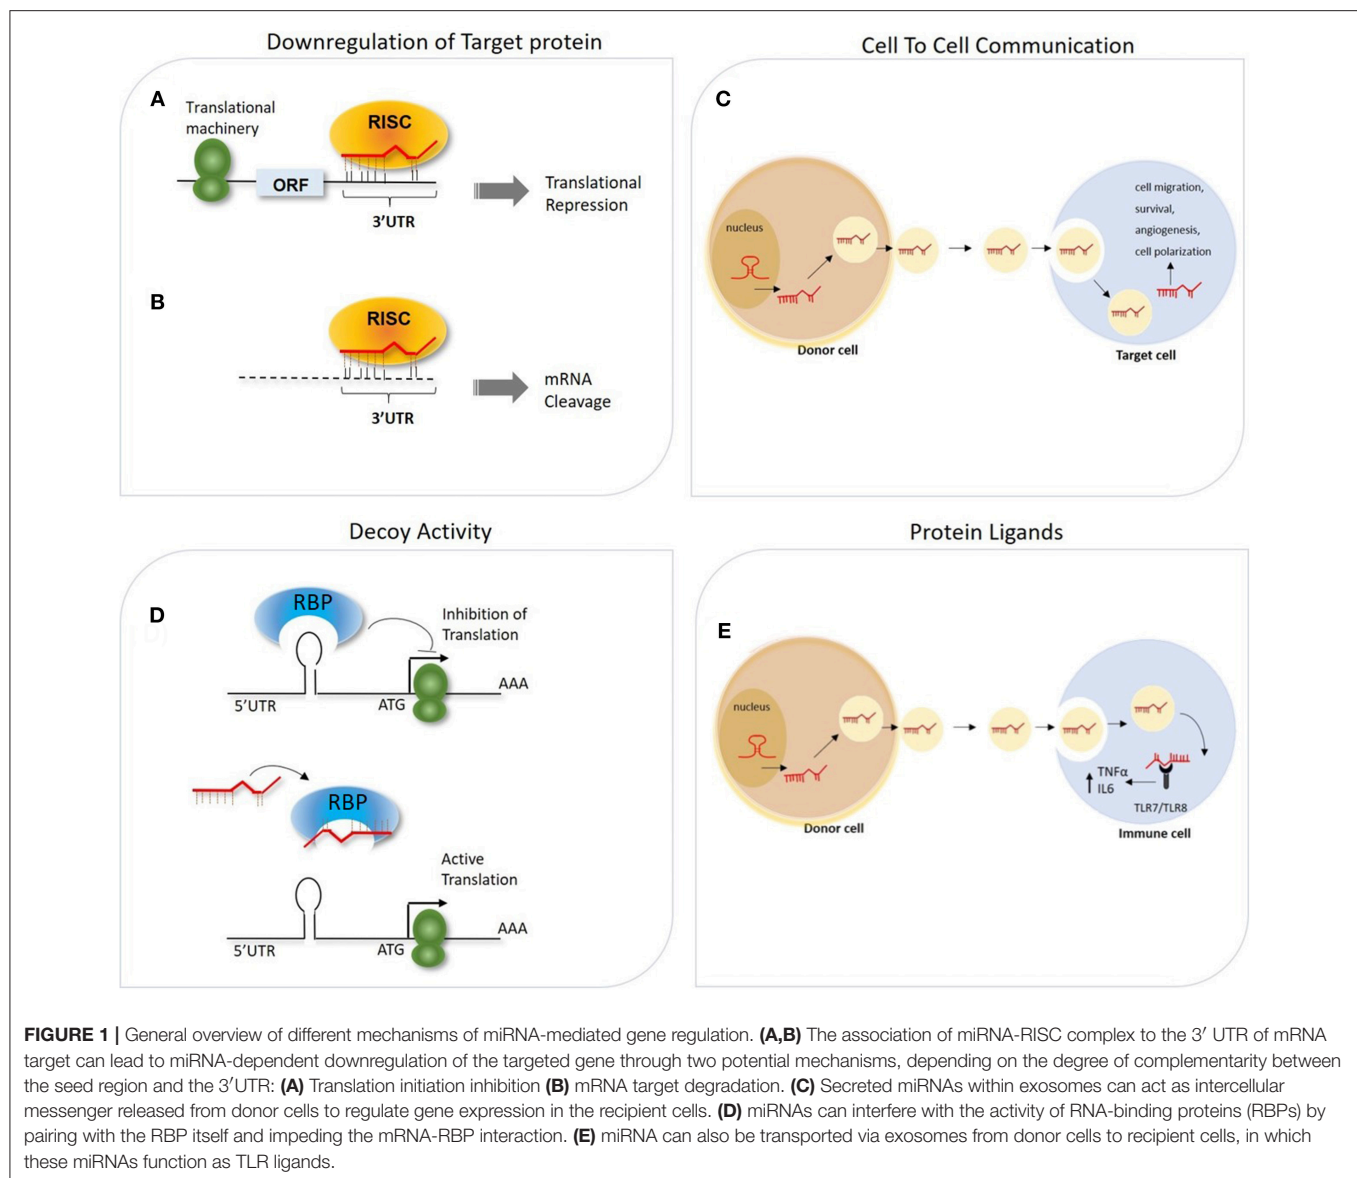 Downregulation of Target protein
A
Translational
machinery
RISC
ORF
3'UTR
Translational
Repression
B
RISC
3'UTR
mRNA
Cleavage
Cell To Cell Communication
C
nucleus
Donor cell
cell migration,
survival,
angiogenesis,
cell polarization
Target cell
Decoy Activity
D
RBP
Inhibition of
Translation
5'UTR
ATG
AAA
RBP
Active
Translation
5'UTR
ATG
AAA
Protein Ligands
E
nucleus
Donor cell
TNFα
IL6
TLR7/TLR8
Immune cell
FIGURE 1 | General overview of different mechanisms of miRNA-mediated gene regulation. (A,B) The association of miRNA-RISC complex to the 3′ UTR of mRNA
target can lead to miRNA-dependent downregulation of the targeted gene through two potential mechanisms, depending on the degree of complementarity between
the seed region and the 3′UTR: (A) Translation initiation inhibition (B) mRNA target degradation. (C) Secreted miRNAs within exosomes can act as intercellular
messenger released from donor cells to regulate gene expression in the recipient cells. (D) miRNAs can interfere with the activity of RNA-binding proteins (RBPs) by
pairing with the RBP itself and impeding the mRNA-RBP interaction. (E) miRNA can also be transported via exosomes from donor cells to recipient cells, in which
these miRNAs function as TLR ligands.